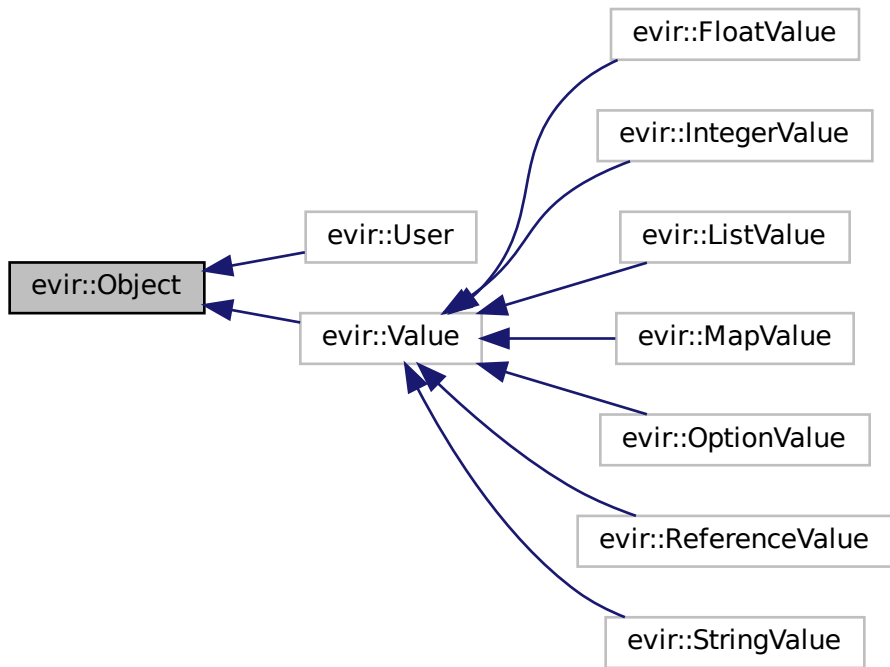 evir::Object
evir::User
evir::Value
evir::FloatValue
evir::IntegerValue
evir::ListValue
evir::MapValue
evir::OptionValue
evir::ReferenceValue
evir::StringValue